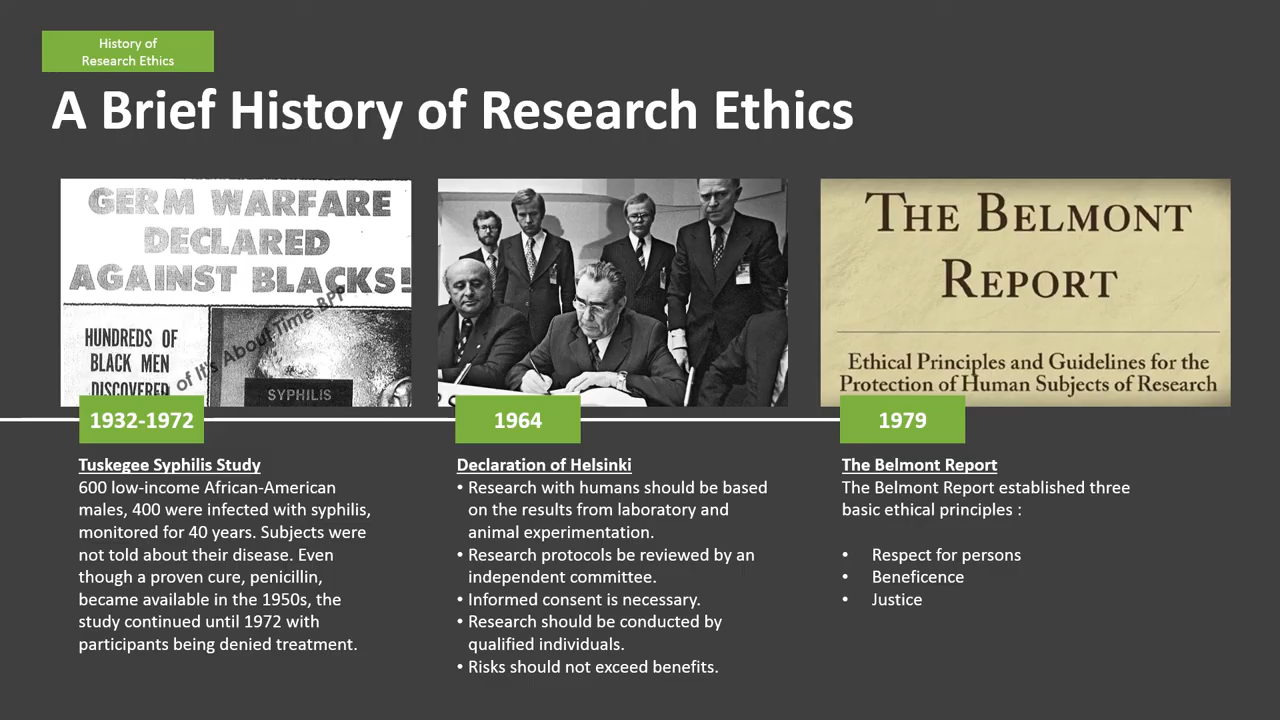 History of
Research Ethics
A Brief History of Research Ethics
GERM WARFARE
DECLARED
AGAINST BLACKS!
HUNDREDS OF
BLACK MEN
DISCOVERED
of It's About Time BPP
SYPHILIS
THE BELMONT
REPORT
Ethical Principles and Guidelines for the
Protection of Human Subjects of Research
1932-1972
1964
1979
Tuskegee Syphilis Study
600 low-income African-American
males, 400 were infected with syphilis,
monitored for 40 years. Subjects were
not told about their disease. Even
though a proven cure, penicillin,
became available in the 1950s, the
study continued until 1972 with
participants being denied treatment.
Declaration of Helsinki
• Research with humans should be based
on the results from laboratory and
animal experimentation.
• Research protocols be reviewed by an
independent committee.
• Informed consent is necessary.
• Research should be conducted by
qualified individuals.
• Risks should not exceed benefits.
The Belmont Report
The Belmont Report established three
basic ethical principles :
• Respect for persons
• Beneficence
• Justice